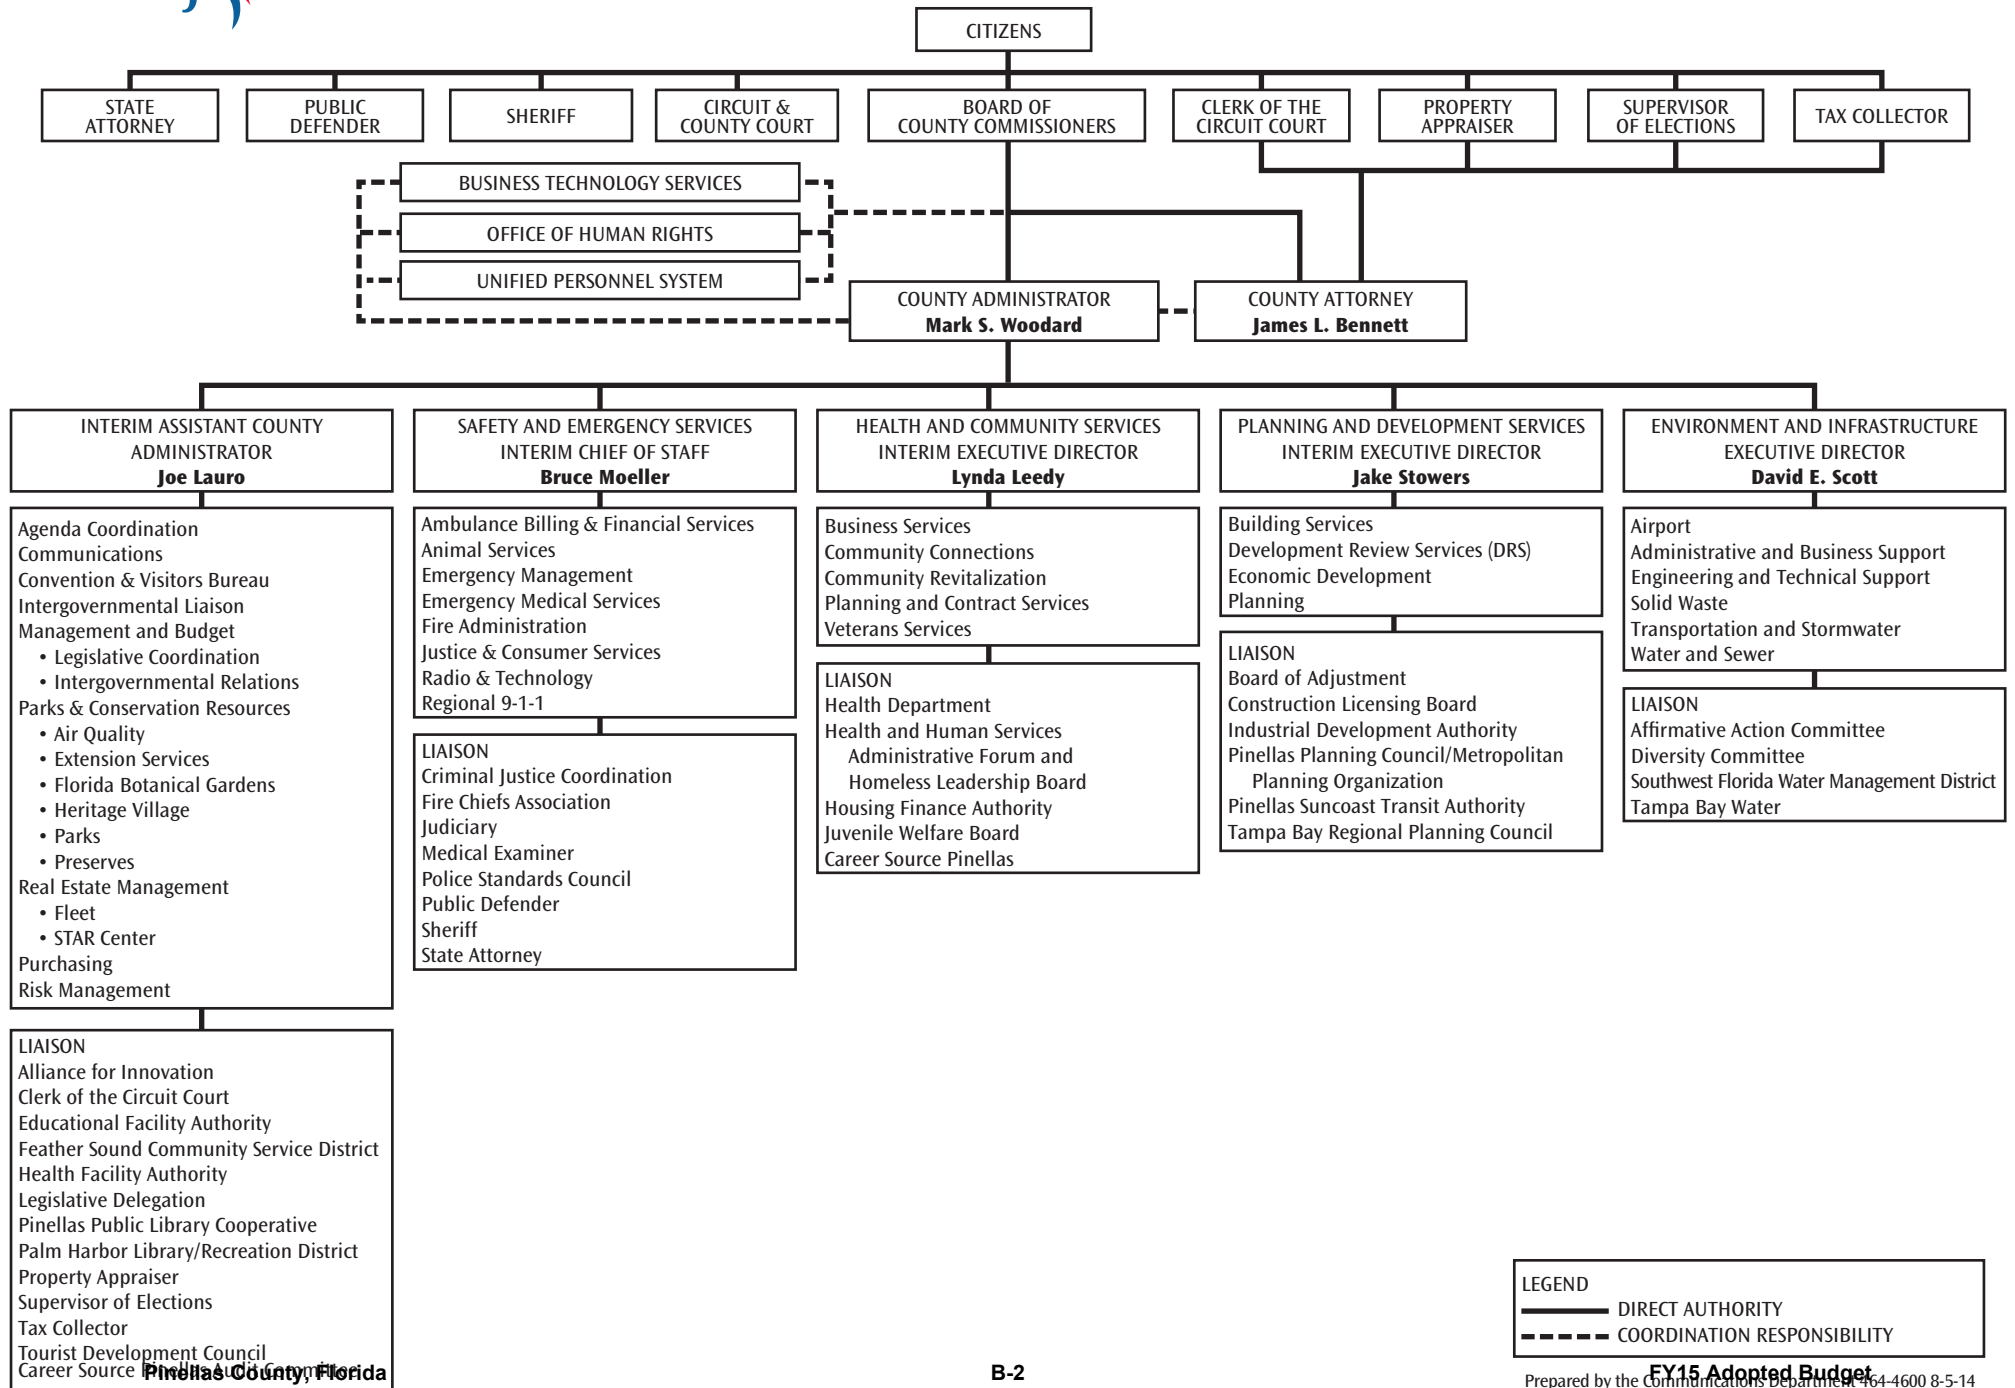 CITIZENS
STATE
ATTORNEY
PUBLIC
DEFENDER
SHERIFF
CIRCUIT &
COUNTY COURT
BOARD OF
COUNTY COMMISSIONERS
CLERK OF THE
CIRCUIT COURT
PROPERTY
APPRAISER
SUPERVISOR
OF ELECTIONS
TAX COLLECTOR
BUSINESS TECHNOLOGY SERVICES
OFFICE OF HUMAN RIGHTS
UNIFIED PERSONNEL SYSTEM
COUNTY ADMINISTRATOR
Mark S. Woodard
COUNTY ATTORNEY
James L. Bennett
INTERIM ASSISTANT COUNTY
ADMINISTRATOR
Joe Lauro
Agenda Coordination
Communications
Convention & Visitors Bureau
Intergovernmental Liaison
Management and Budget
• Legislative Coordination
• Intergovernmental Relations
Parks & Conservation Resources
• Air Quality
• Extension Services
• Florida Botanical Gardens
• Heritage Village
• Parks
• Preserves
Real Estate Management
• Fleet
• STAR Center
Purchasing
Risk Management
LIAISON
Alliance for Innovation
Clerk of the Circuit Court
Educational Facility Authority
Feather Sound Community Service District
Health Facility Authority
Legislative Delegation
Pinellas Public Library Cooperative
Palm Harbor Library/Recreation District
Property Appraiser
Supervisor of Elections
Tax Collector
Tourist Development Council
Career Source Pinellas Audit Committee
SAFETY AND EMERGENCY SERVICES
INTERIM CHIEF OF STAFF
Bruce Moeller
Ambulance Billing & Financial Services
Animal Services
Emergency Management
Emergency Medical Services
Fire Administration
Justice & Consumer Services
Radio & Technology
Regional 9-1-1
LIAISON
Criminal Justice Coordination
Fire Chiefs Association
Judiciary
Medical Examiner
Police Standards Council
Public Defender
Sheriff
State Attorney
HEALTH AND COMMUNITY SERVICES
INTERIM EXECUTIVE DIRECTOR
Lynda Leedy
Business Services
Community Connections
Community Revitalization
Planning and Contract Services
Veterans Services
LIAISON
Health Department
Health and Human Services
Administrative Forum and
Homeless Leadership Board
Housing Finance Authority
Juvenile Welfare Board
Career Source Pinellas
PLANNING AND DEVELOPMENT SERVICES
INTERIM EXECUTIVE DIRECTOR
Jake Stowers
Building Services
Development Review Services (DRS)
Economic Development
Planning
LIAISON
Board of Adjustment
Construction Licensing Board
Industrial Development Authority
Pinellas Planning Council/Metropolitan
Planning Organization
Pinellas Suncoast Transit Authority
Tampa Bay Regional Planning Council
ENVIRONMENT AND INFRASTRUCTURE
EXECUTIVE DIRECTOR
David E. Scott
Airport
Administrative and Business Support
Engineering and Technical Support
Solid Waste
Transportation and Stormwater
Water and Sewer
LIAISON
Affirmative Action Committee
Diversity Committee
Southwest Florida Water Management District
Tampa Bay Water
LEGEND
DIRECT AUTHORITY
COORDINATION RESPONSIBILITY
Pinellas County, Florida
B-2
FY15 Adopted Budget
Prepared by the Communications Department 464-4600 8-5-14